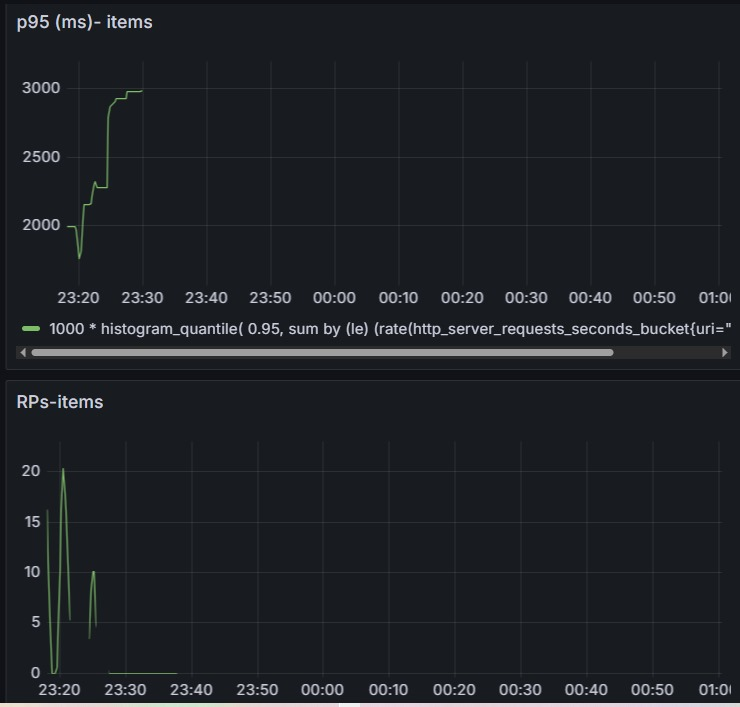 p95 (ms)- items
3000
2500
2000
23:20 23:30 23:40 23:50 00:00 00:10 00:20 00:30 00:40 00:50 01:0
1000 * histogram_quantile( 0.95, sum by (le) (rate(http_server_requests_seconds_bucket{uri="
RPs-items
20
15
10
5
0
23:20 23:30 23:40 23:50 00:00 00:10 00:20 00:30 00:40 00:50 01:0